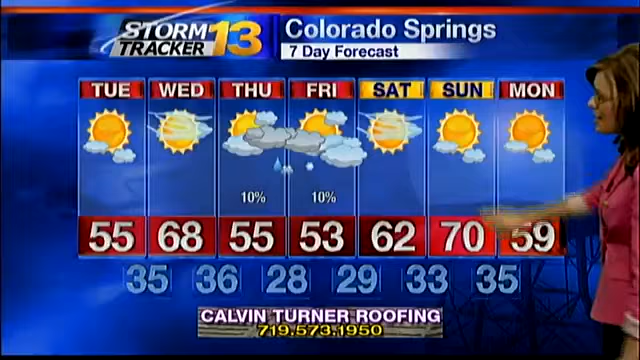 STORM TRACKER 13
Colorado Springs
7 Day Forecast
TUE WED THU FRI SAT SUN MON
10% 10%
55 68 55 53 62 70 59
35 36 28 29 33 35
CALVIN TURNER ROOFING
719.573.1950